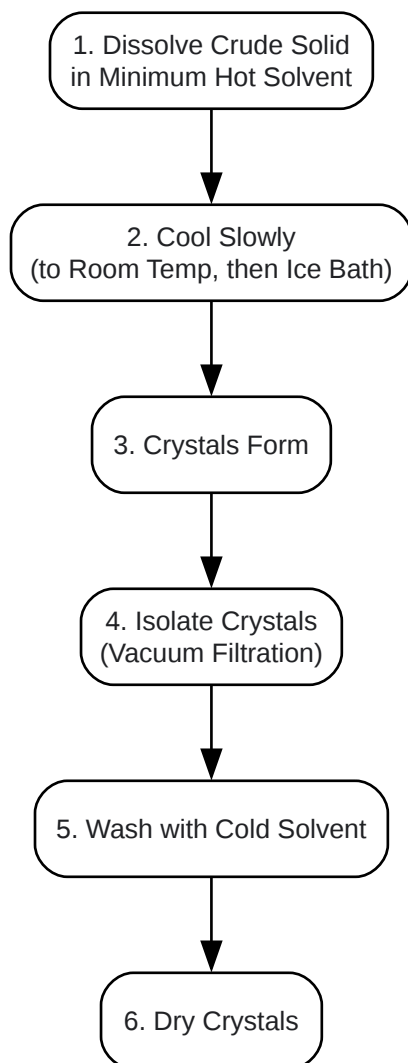 1. Dissolve Crude Solid
in Minimum Hot Solvent
2. Cool Slowly
(to Room Temp, then Ice Bath)
3. Crystals Form
4. Isolate Crystals
(Vacuum Filtration)
5. Wash with Cold Solvent
6. Dry Crystals